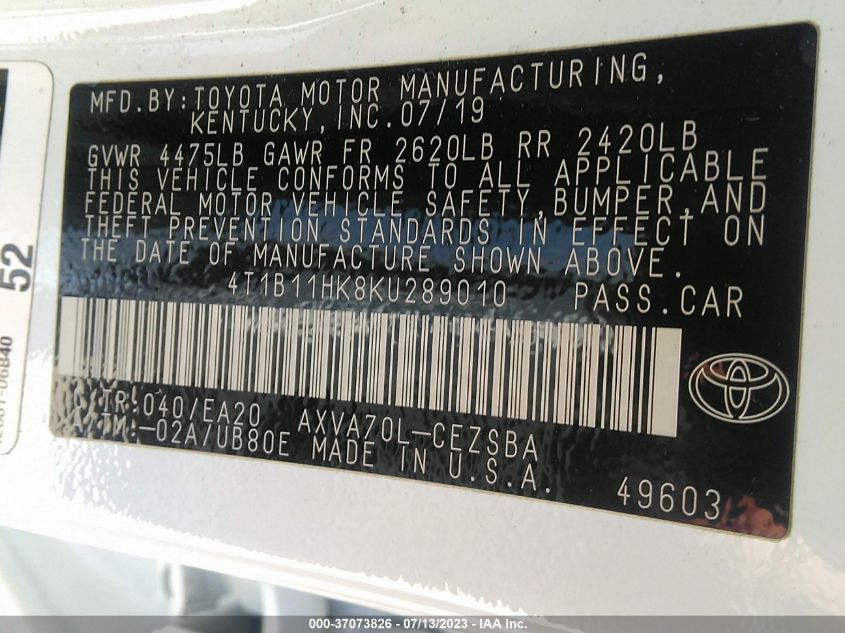 MFD.BY:TOYOTA MOTOR MANUFACTURING,
KENTUCKY,INC.07/19
GVWR 4475LB GAWR FR 2620LB RR 2420LB
THIS VEHICLE CONFORMS TO ALL APPLICABLE
FEDERAL MOTOR VEHICLE SAFETY,BUMPER,AND
THEFT PREVENTION STANDARDS IN EFFECT ON
THE DATE OF MANUFACTURE SHOWN ABOVE.
4T1B11HK8KU289010 PASS.CAR
C/TR:040/EA20 AXVA70L-CEZSBA
A/TM:-02A/UB80E MADE IN U.S.A.
49603
52
000-37073826 - 07/13/2023 - IAA Inc.